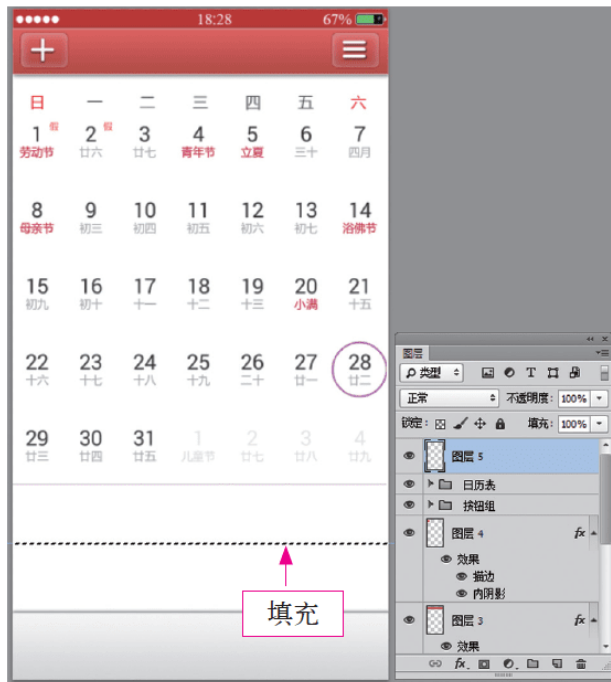 18:28 67%
日 一 二 三 四 五 六
1 假 2 假 3 4 5 6 7
劳动节 廿六 廿七 青年节 立夏 三十 四月
8 9 10 11 12 13 14
母亲节 初三 初四 初五 初六 初七 浴佛节
15 16 17 18 19 20 21
初九 初十 十一 十二 十三 小满 十五
22 23 24 25 26 27 28
十六 十七 十八 十九 二十 廿一 廿二
29 30 31 1 2 3 4
廿三 廿四 廿五 儿童节 廿七 廿八 廿九
填充
图层
类型
正常 不透明度: 100%
锁定: 填充: 100%
图层 5
日历表
按钮组
图层 4 fx
效果
描边
内阴影
图层 3 fx
效果
fx